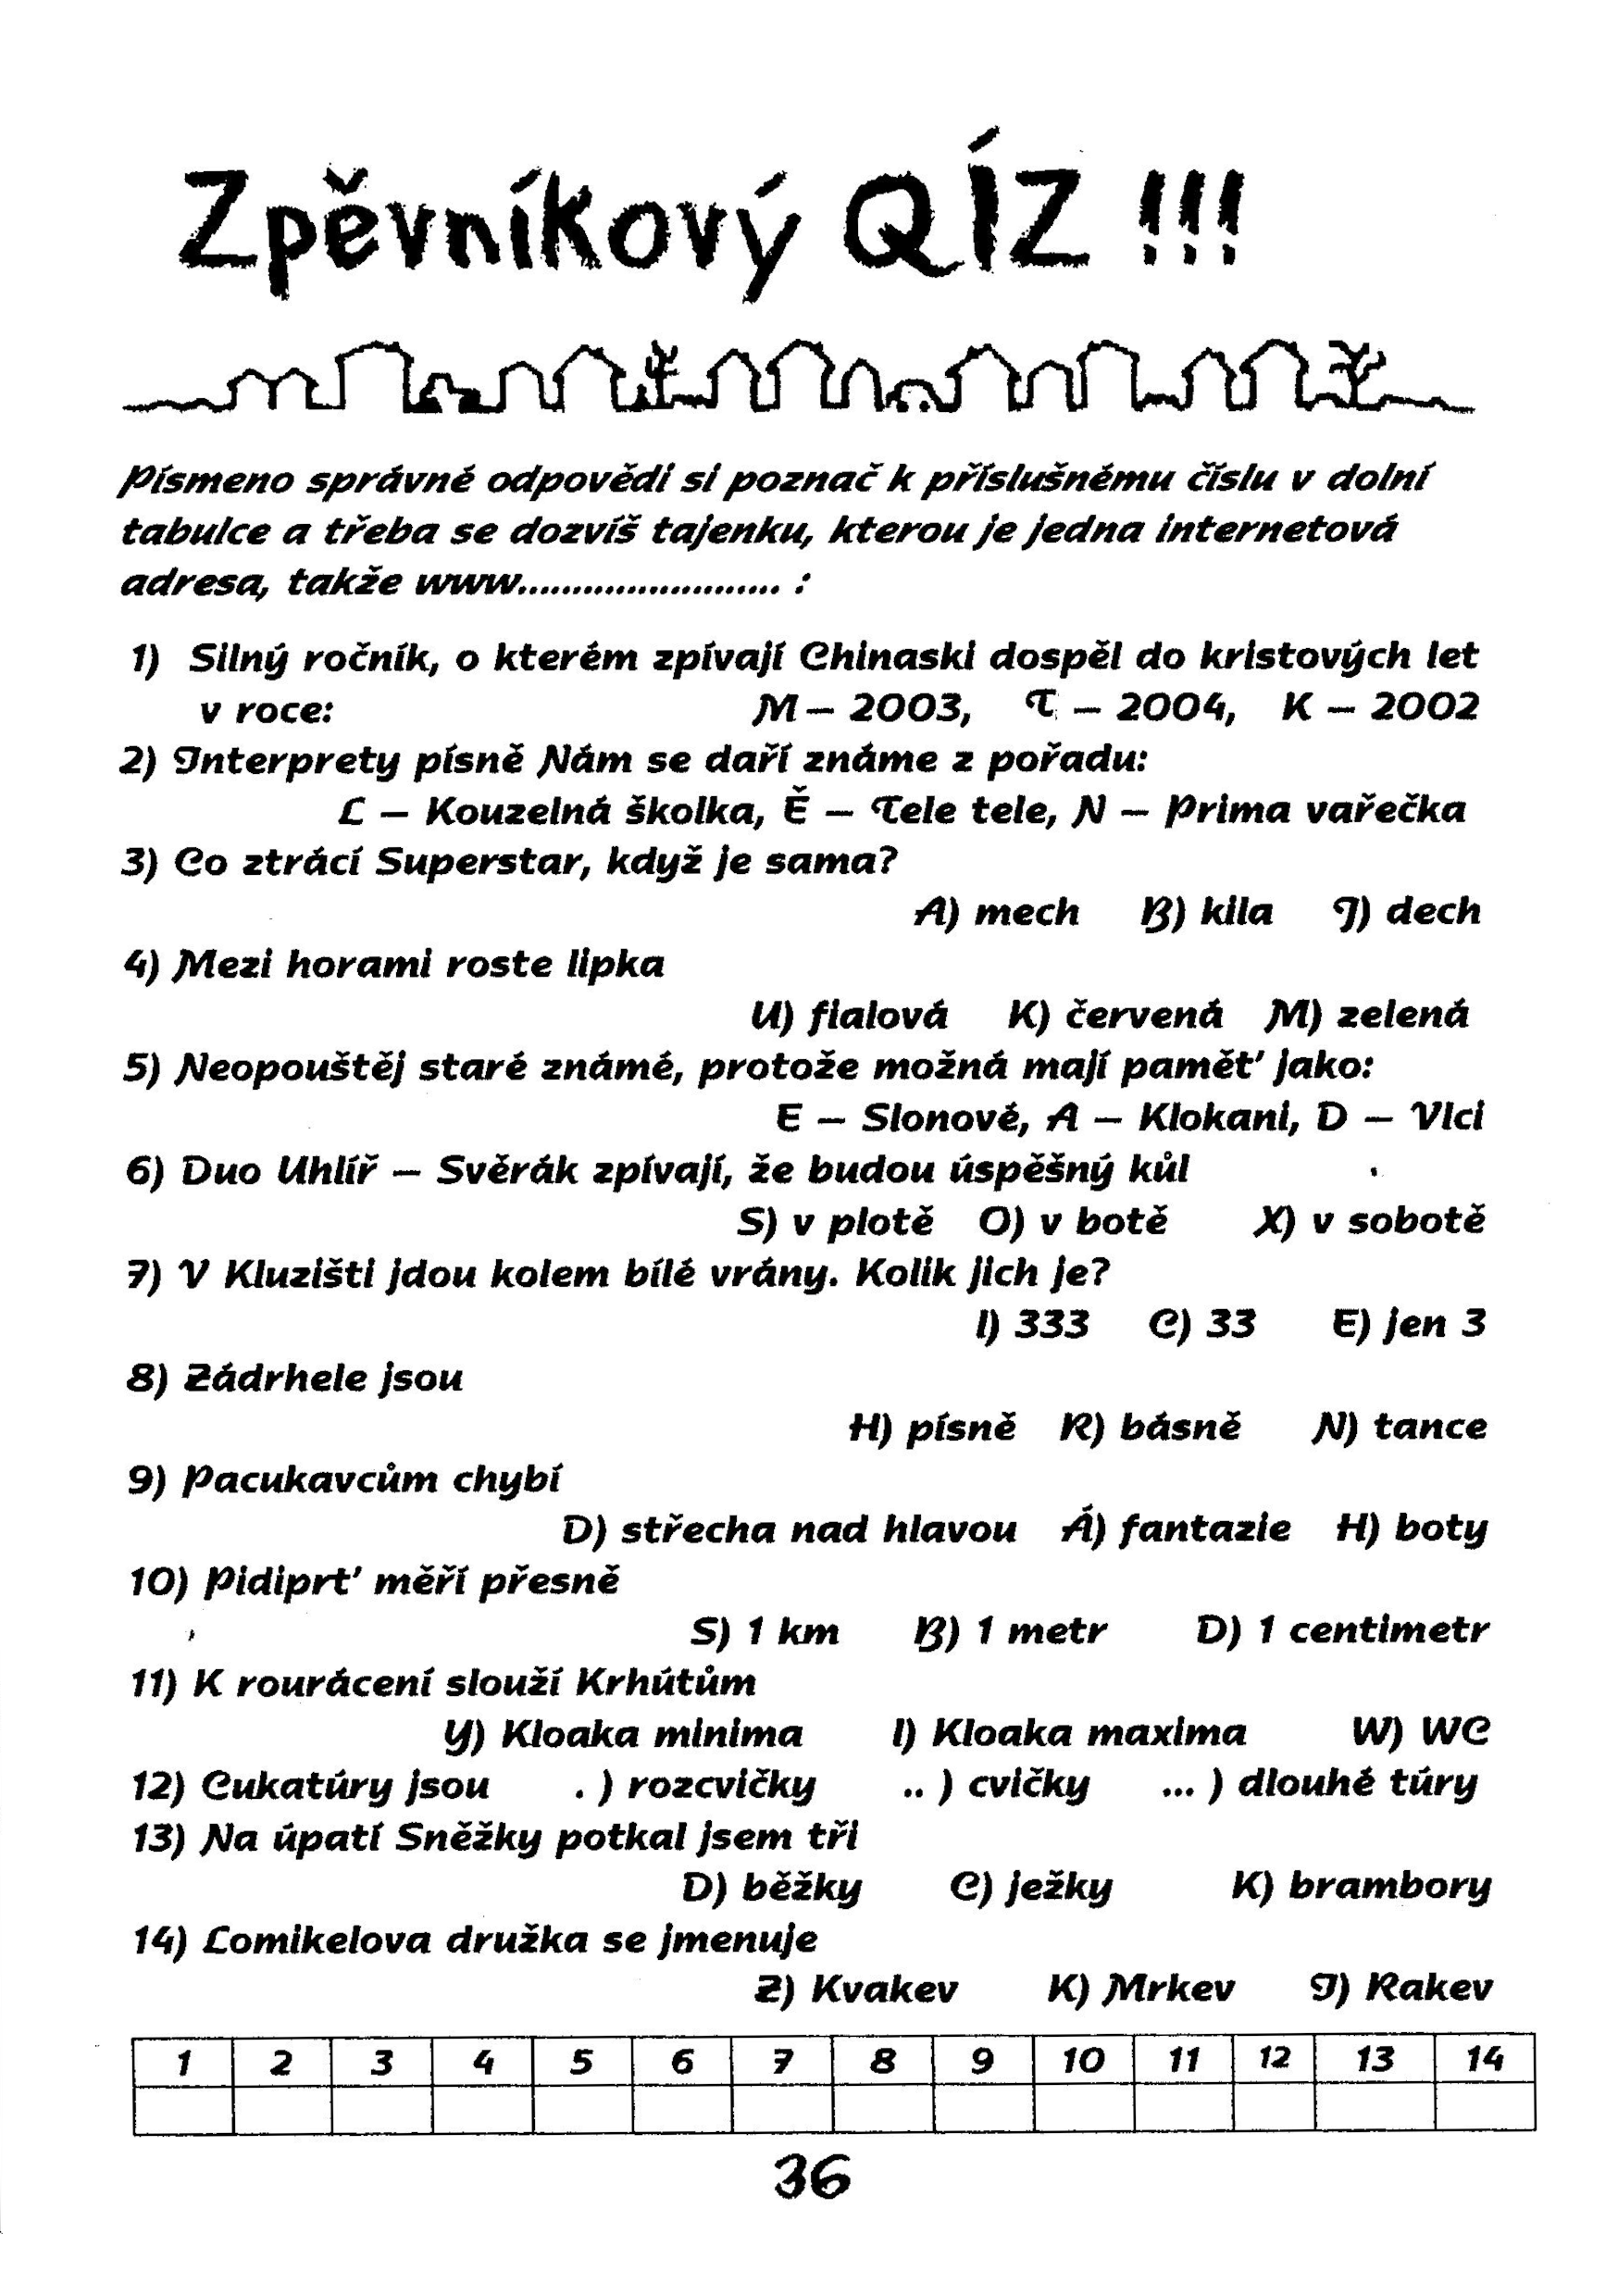 Zpěvníkový QÍZ !!!
Písmeno správné odpovědi si poznač k příslušnému číslu v dolní
tabulce a třeba se dozvíš tajenku, kterou je jedna internetová
adresa, takže www........................ :
1) Silný ročník, o kterém zpívají Chinaski dospěl do kristových let
v roce: M – 2003, T – 2004, K – 2002
2) Interprety písně Nám se daří známe z pořadu:
L – Kouzelná školka, Ě – Tele tele, N – Prima vařečka
3) Co ztrácí Superstar, když je sama?
A) mech B) kila J) dech
4) Mezi horami roste lipka
U) fialová K) červená M) zelená
5) Neopouštěj staré známé, protože možná mají paměť jako:
E – Slonové, A – Klokani, D – Vlci
6) Duo Uhlíř – Svěrák zpívají, že budou úspěšný kůl
S) v plotě O) v botě X) v sobotě
7) V Kluzišti jdou kolem bílé vrány. Kolik jich je?
I) 333 C) 33 E) jen 3
8) Zádrhele jsou
H) písně R) básně N) tance
9) Pacukavcům chybí
D) střecha nad hlavou Á) fantazie H) boty
10) Pidiprť měří přesně
S) 1 km B) 1 metr D) 1 centimetr
11) K rourácení slouží Krhútům
Y) Kloaka minima I) Kloaka maxima W) WC
12) Cukatúry jsou . ) rozcvičky .. ) cvičky ... ) dlouhé túry
13) Na úpatí Sněžky potkal jsem tři
D) běžky C) ježky K) brambory
14) Lomikelova družka se jmenuje
Z) Kvakev K) Mrkev J) Rakev
1 2 3 4 5 6 7 8 9 10 11 12 13 14
36